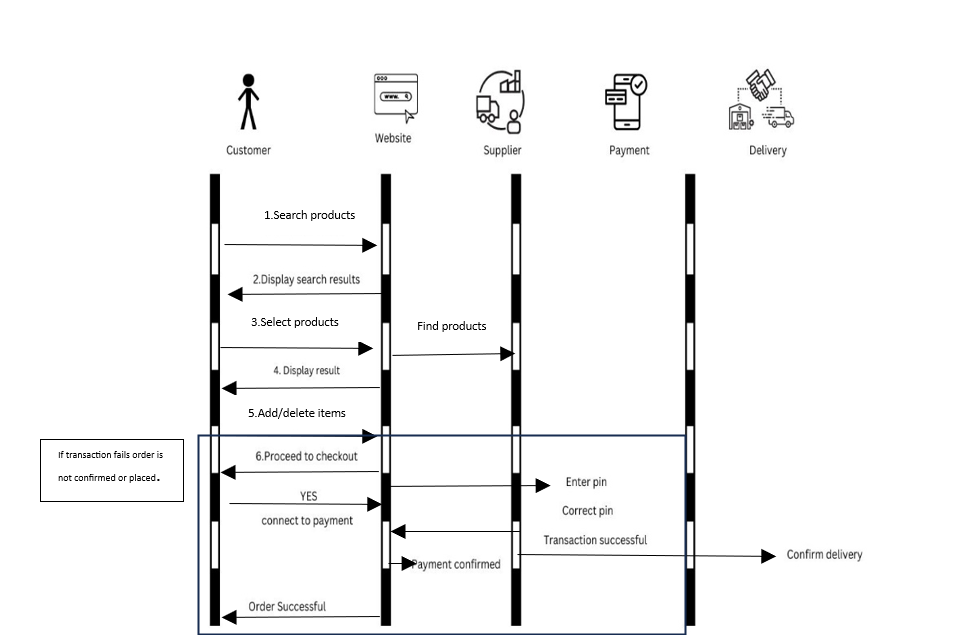 www.
Customer
Website
Supplier
Payment
Delivery
1.Search products
2.Display search results
3.Select products
Find products
4. Display result
5.Add/delete items
If transaction fails order is
not confirmed or placed.
6.Proceed to checkout
Enter pin
YES
Correct pin
connect to payment
Transaction successful
Confirm delivery
Payment confirmed
Order Successful